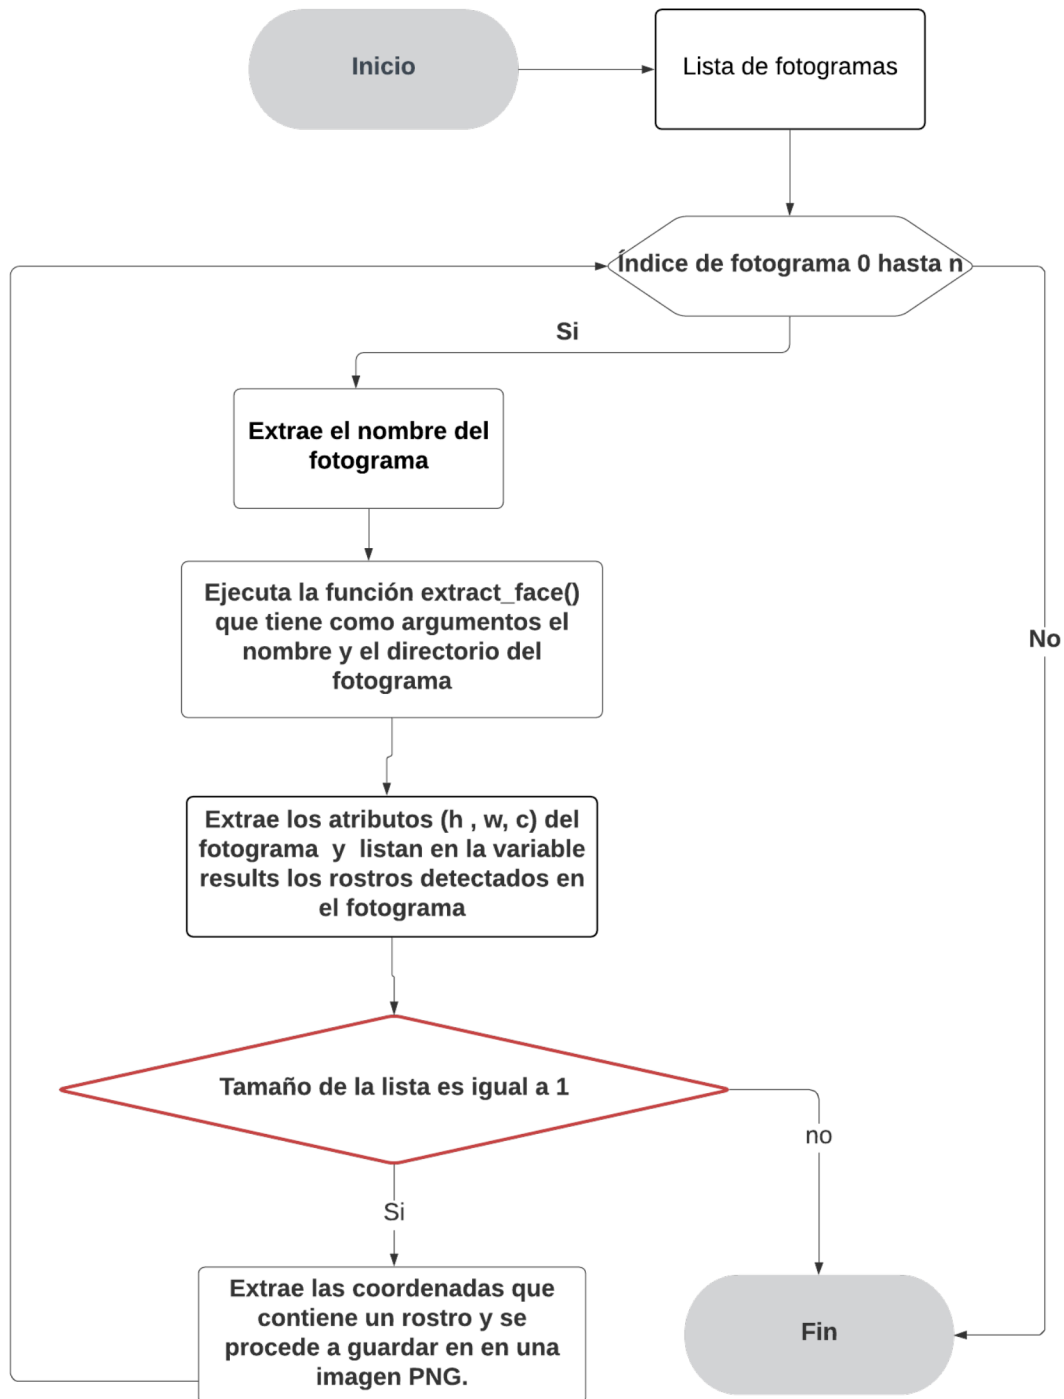 Inicio
Lista de fotogramas
Índice de fotograma 0 hasta n
Si
Extrae el nombre del
fotograma
Ejecuta la función extract_face()
que tiene como argumentos el
nombre y el directorio del
fotograma
No
Extrae los atributos (h , w, c) del
fotograma  y  listan en la variable
results los rostros detectados en
el fotograma
Tamaño de la lista es igual a 1
no
Si
Extrae las coordenadas que
contiene un rostro y se
procede a guardar en en una
imagen PNG.
Fin